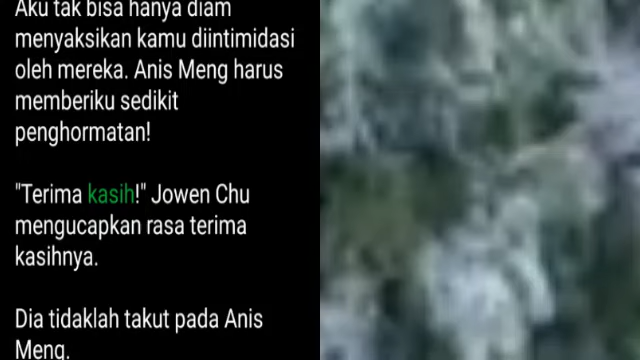 Aku tak bisa hanya diam
menyaksikan kamu diintimidasi
oleh mereka. Anis Meng harus
memberiku sedikit
penghormatan!
"Terima kasih!" Jowen Chu
mengucapkan rasa terima
kasihnya.
Dia tidaklah takut pada Anis
Meng.